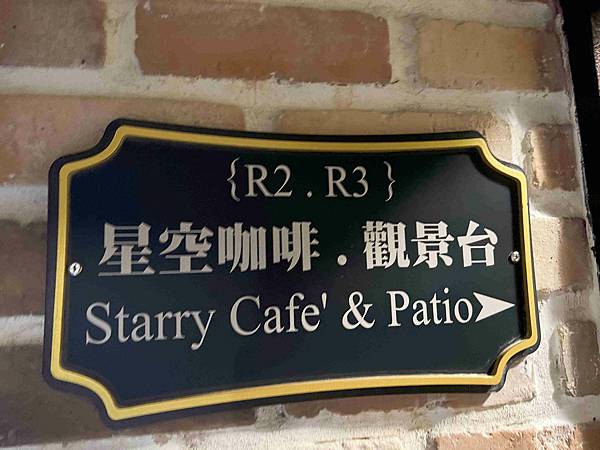 {R2 . R3 }
星空咖啡 . 觀景台
Starry Cafe' & Patio➤